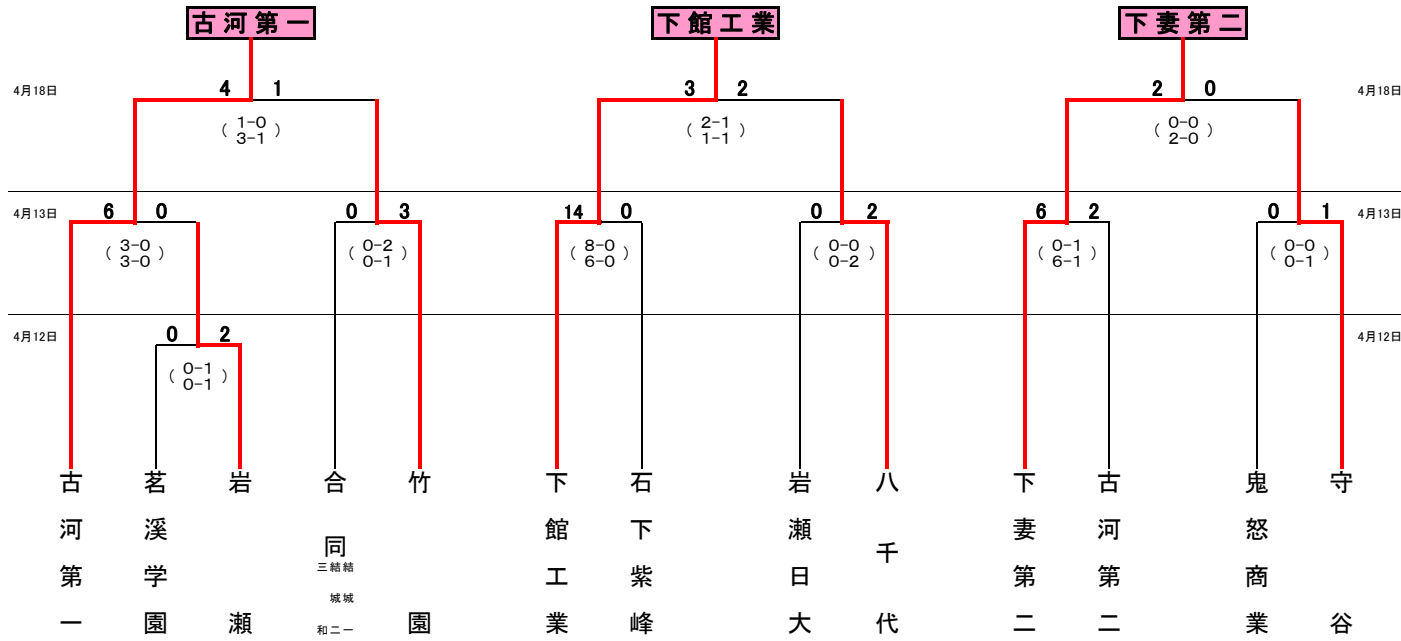 古河第一 下館工業 下妻第二
4月18日 4 1 3 2 2 0 4月18日
( 1-0 3-1 ) ( 2-1 1-1 ) ( 0-0 2-0 )
4月13日 6 0 0 3 14 0 0 2 6 2 0 1 4月13日
( 3-0 3-0 ) ( 0-2 0-1 ) ( 8-0 6-0 ) ( 0-0 0-2 ) ( 0-1 6-1 ) ( 0-0 0-1 )
4月12日 0 2 4月12日
( 0-1 0-1 )
古河第一
茗溪学園
岩瀬
合同
結城一
結城二
三和
竹園
下館工業
石下紫峰
岩瀬日大
八千代
下妻第二
古河第二
鬼怒商業
守谷